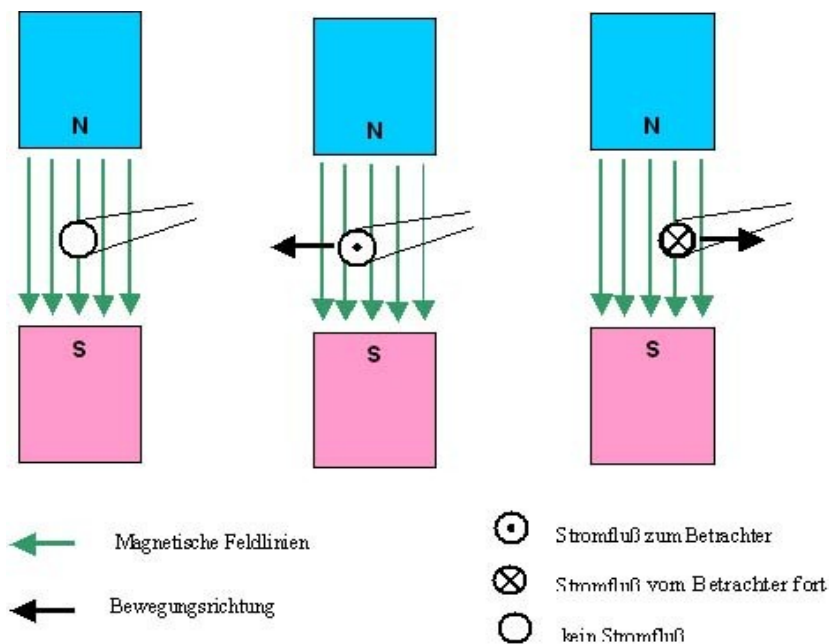 N
N
N
S
S
S
Magnetische Feldlinien
Bewegungsrichtung
Stromfluß zum Betrachter
Stromfluß vom Betrachter fort
kein Stromfluß